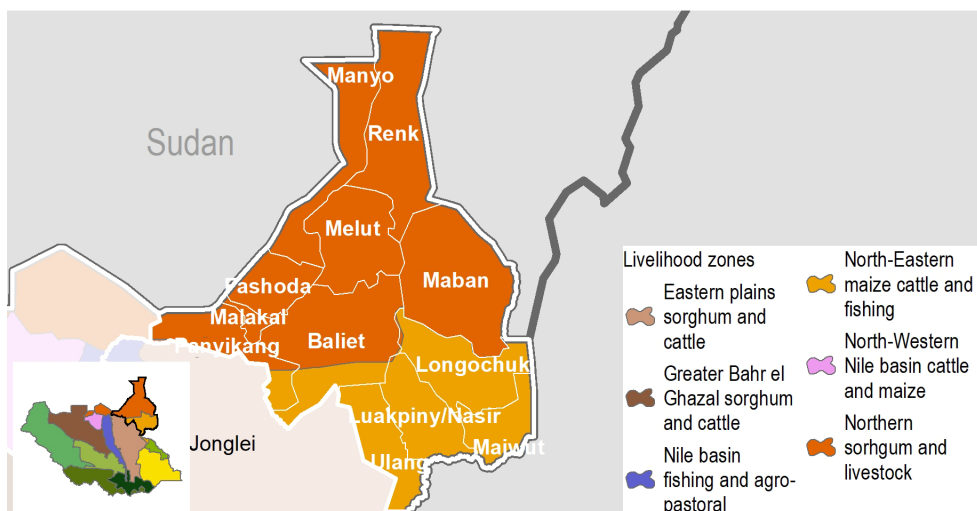 Manyo
Sudan
Renk
Melut
Maban
Fashoda
Malakal
Panyikang
Baliet
Longochuk
Luakpiny/Nasir
Maiwut
Ulang
Jonglei
Livelihood zones
Eastern plains
sorghum and
cattle
Greater Bahr el
Ghazal sorghum
and cattle
Nile basin
fishing and agro-
pastoral
North-Eastern
maize cattle and
fishing
North-Western
Nile basin cattle
and maize
Northern
sorhgum and
livestock